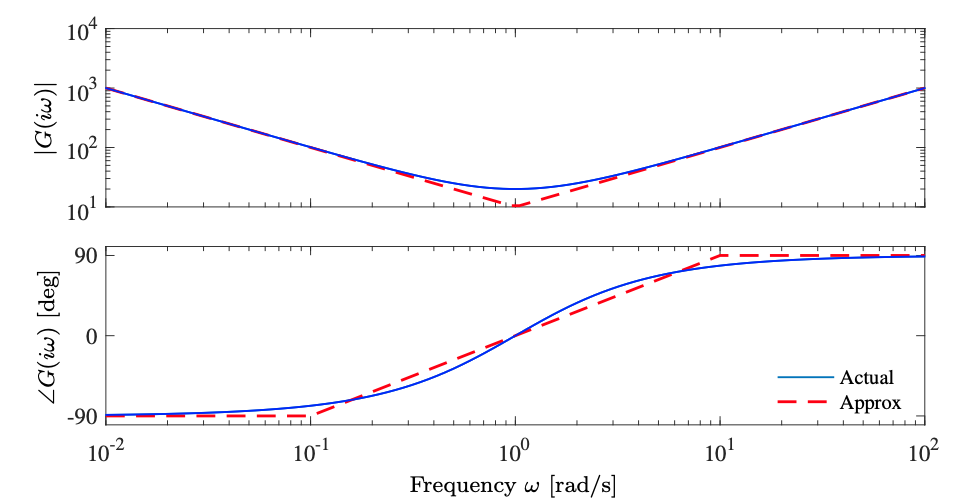 10^4
10^3
10^2
10^1
|G(iω)|
90
0
-90
∠G(iω) [deg]
Actual
Approx
10^-2 10^-1 10^0 10^1 10^2
Frequency ω [rad/s]